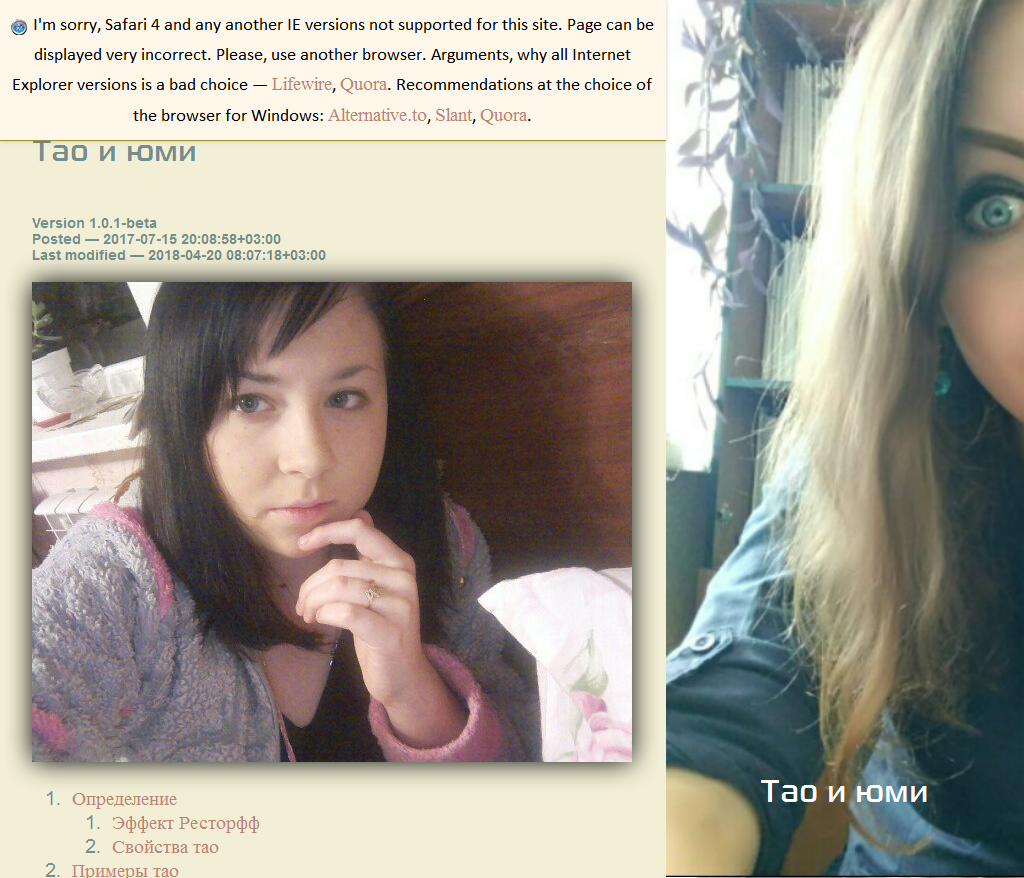 I'm sorry, Safari 4 and any another IE versions not supported for this site. Page can be
displayed very incorrect. Please, use another browser. Arguments, why all Internet
Explorer versions is a bad choice — Lifewire, Quora. Recommendations at the choice of
the browser for Windows: Alternative.to, Slant, Quora.
Тао и юми
Version 1.0.1-beta
Posted — 2017-07-15 20:08:58+03:00
Last modified — 2018-04-20 08:07:18+03:00
1. Определение
1. Эффект Ресторфф
2. Свойства тао
2. Примеры тао
Тао и юми